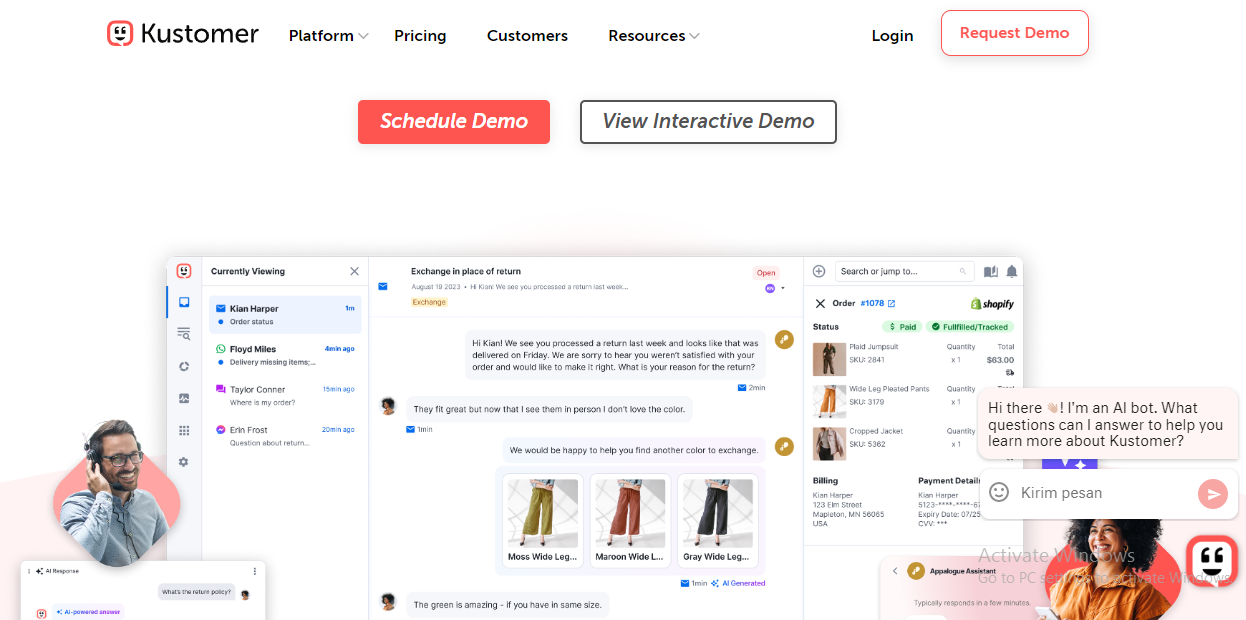 Kustomer
Platform
Pricing
Customers
Resources
Login
Request Demo
Schedule Demo
View Interactive Demo
Currently Viewing
Kian Harper
1m
Order status
Floyd Miles
4min ago
Delivery missing items;...
Taylor Conner
15min ago
Where is my order?
Erin Frost
20min ago
Question about return...
Exchange in place of return
Open
August 19 2023 • Hi Kian! We see you processed a return last week...
Exchange
Hi Kian! We see you processed a return last week and looks like that was
delivered on Friday. We are sorry to hear you weren't satisfied with your
order and would like to make it right. What is your reason for the return?
2min
They fit great but now that I see them in person I don't love the color.
1min
We would be happy to help you find another color to exchange.
Moss Wide Leg...
Maroon Wide L...
Gray Wide Leg...
1min
AI Generated
The green is amazing - if you have in same size.
Search or jump to...
Order #1078
shopify
Status
$ Paid
Fullfilled/Tracked
Plaid Jumpsuit
Quantity
Total
SKU: 2841
x 1
$63.00
Wide Leg Pleated Pants
Quantity
SKU: 3179
x 1
Cropped Jacket
Quantity
SKU: 5362
x 1
Billing
Kian Harper
123 Elm Street
Mapleton, MN 56065
USA
Payment
Kian Harper
Expiry Date: 07/25
CVV: ***
Hi there 👋🏼! I'm an AI bot. What
questions can I answer to help you
learn more about Kustomer?
Kirim pesan
AI Response
What's the return policy?
AI-powered answer
Appalogue Assistant
Typically responds in a few minutes.
Activate Windows
Go to PC settings to activate Windows.